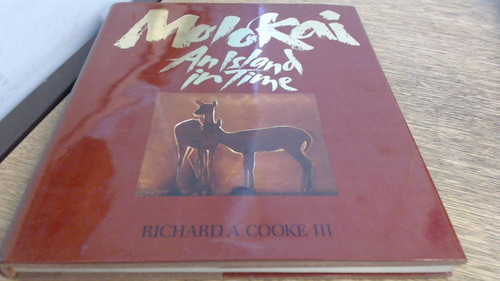 Molokai
An Island
in Time
RICHARD A COOKE III